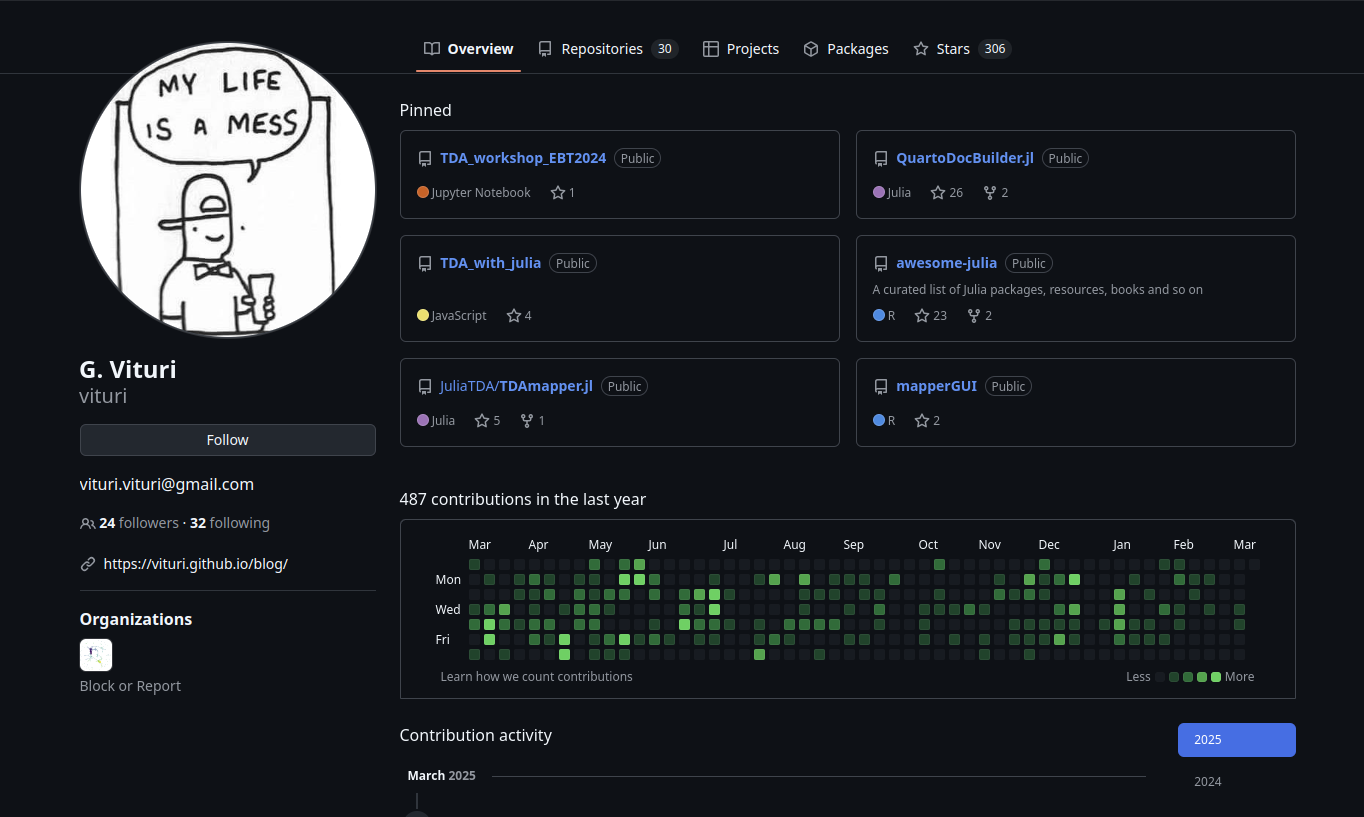 Overview Repositories 30 Projects Packages Stars 306
MY LIFE
IS A MESS
G. Vituri
vituri
Follow
vituri.vituri@gmail.com
24 followers · 32 following
https://vituri.github.io/blog/
Organizations
Block or Report
Pinned
TDA_workshop_EBT2024 Public
Jupyter Notebook 1
QuartoDocBuilder.jl Public
Julia 26 2
TDA_with_julia Public
JavaScript 4
awesome-julia Public
A curated list of Julia packages, resources, books and so on
R 23 2
JuliaTDA/TDAmapper.jl Public
Julia 5 1
mapperGUI Public
R 2
487 contributions in the last year
Mar Apr May Jun Jul Aug Sep Oct Nov Dec Jan Feb Mar
Mon
Wed
Fri
Learn how we count contributions Less More
Contribution activity
March 2025
2025
2024